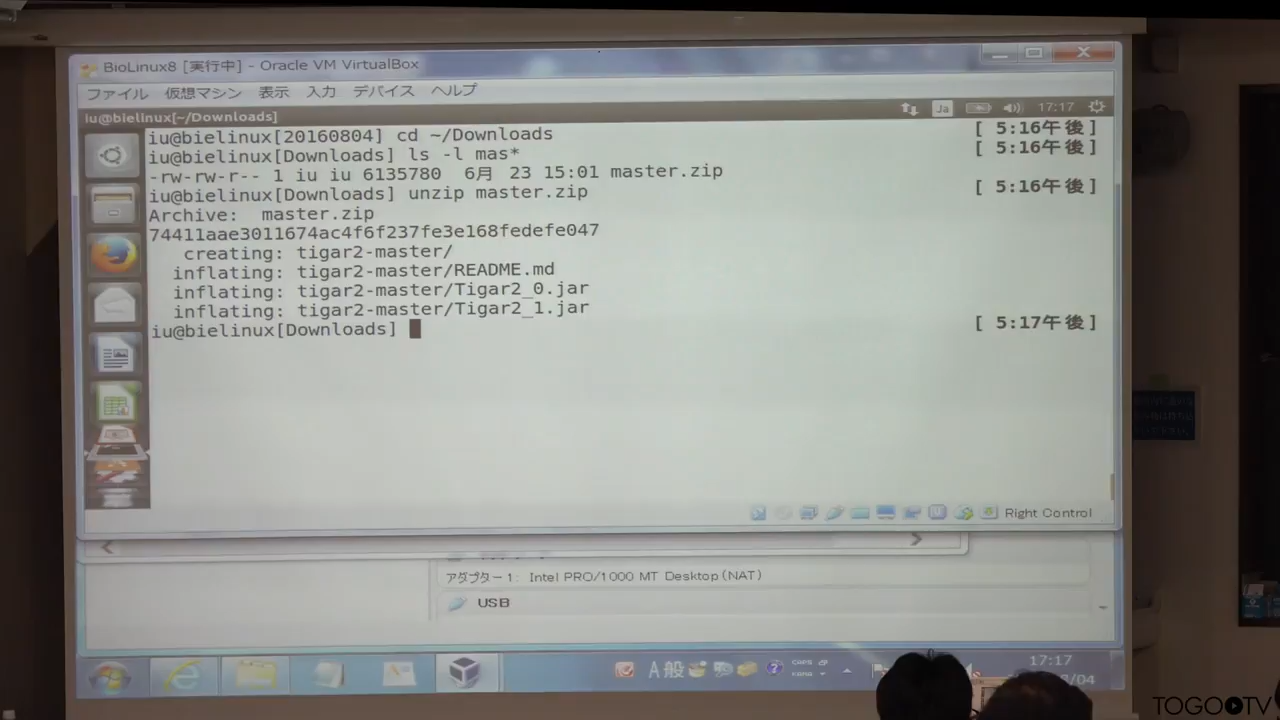 BioLinux8 [実行中] - Oracle VM VirtualBox
ファイル 仮想マシン 表示 入力 デバイス ヘルプ
iu@bielinux[~/Downloads]
Ja 17:17
iu@bielinux[20160804] cd ~/Downloads [ 5:16午後]
iu@bielinux[Downloads] ls -l mas* [ 5:16午後]
-rw-rw-r-- 1 iu iu 6135780 6月 23 15:01 master.zip
iu@bielinux[Downloads] unzip master.zip [ 5:16午後]
Archive: master.zip
74411aae3011674ac4f6f237fe3e168fedefe047
creating: tigar2-master/
inflating: tigar2-master/README.md
inflating: tigar2-master/Tigar2_0.jar
inflating: tigar2-master/Tigar2_1.jar
iu@bielinux[Downloads] [ 5:17午後]
Right Control
アダプター 1: Intel PRO/1000 MT Desktop (NAT)
USB
A般
CAPS
KANA
17:17
/04
TOGOTV